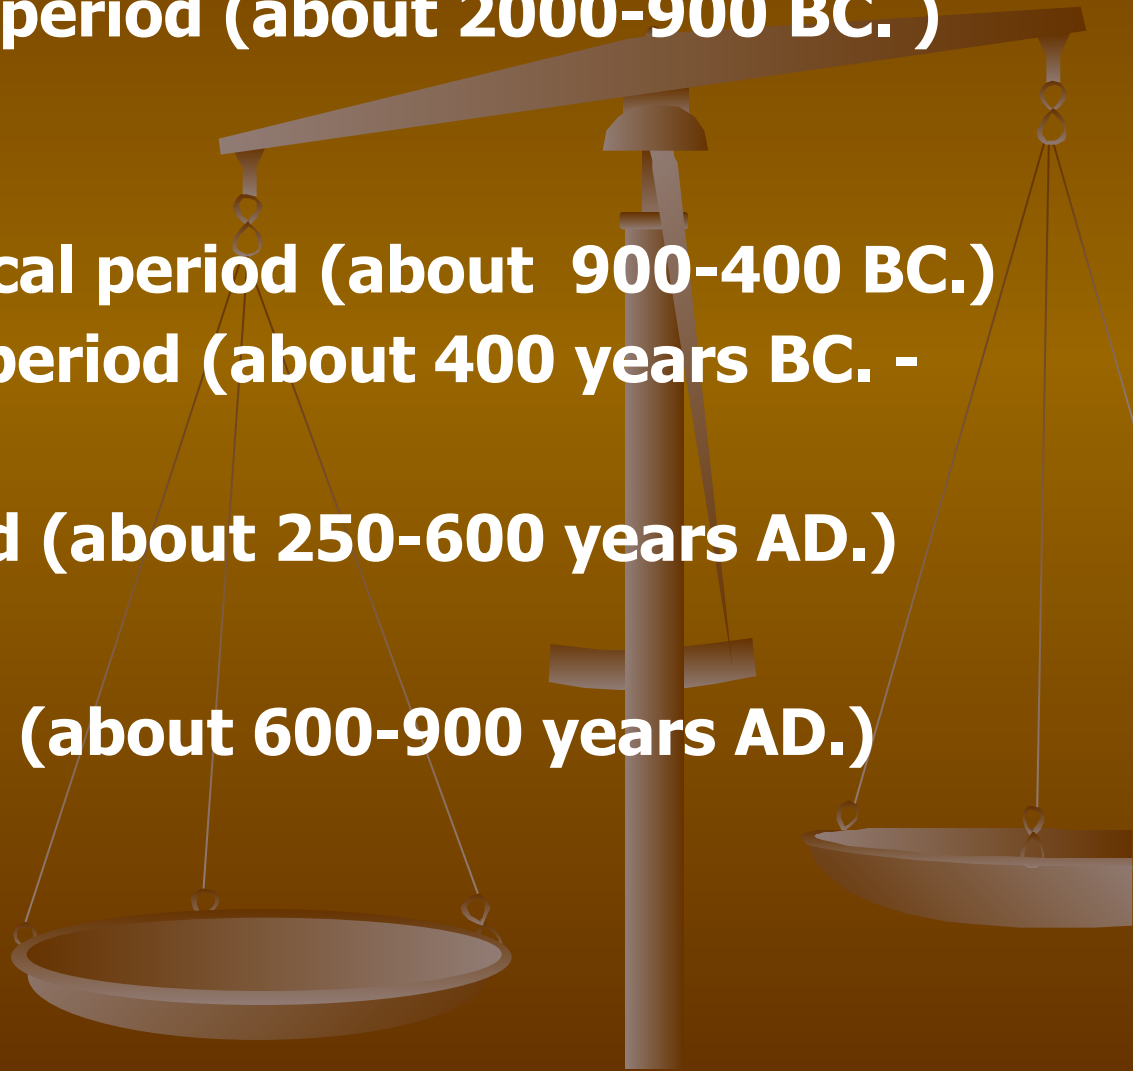 period (about 2000-900 BC. )
cal period (about  900-400 BC.)
period (about 400 years BC. -
d (about 250-600 years AD.)
(about 600-900 years AD.)